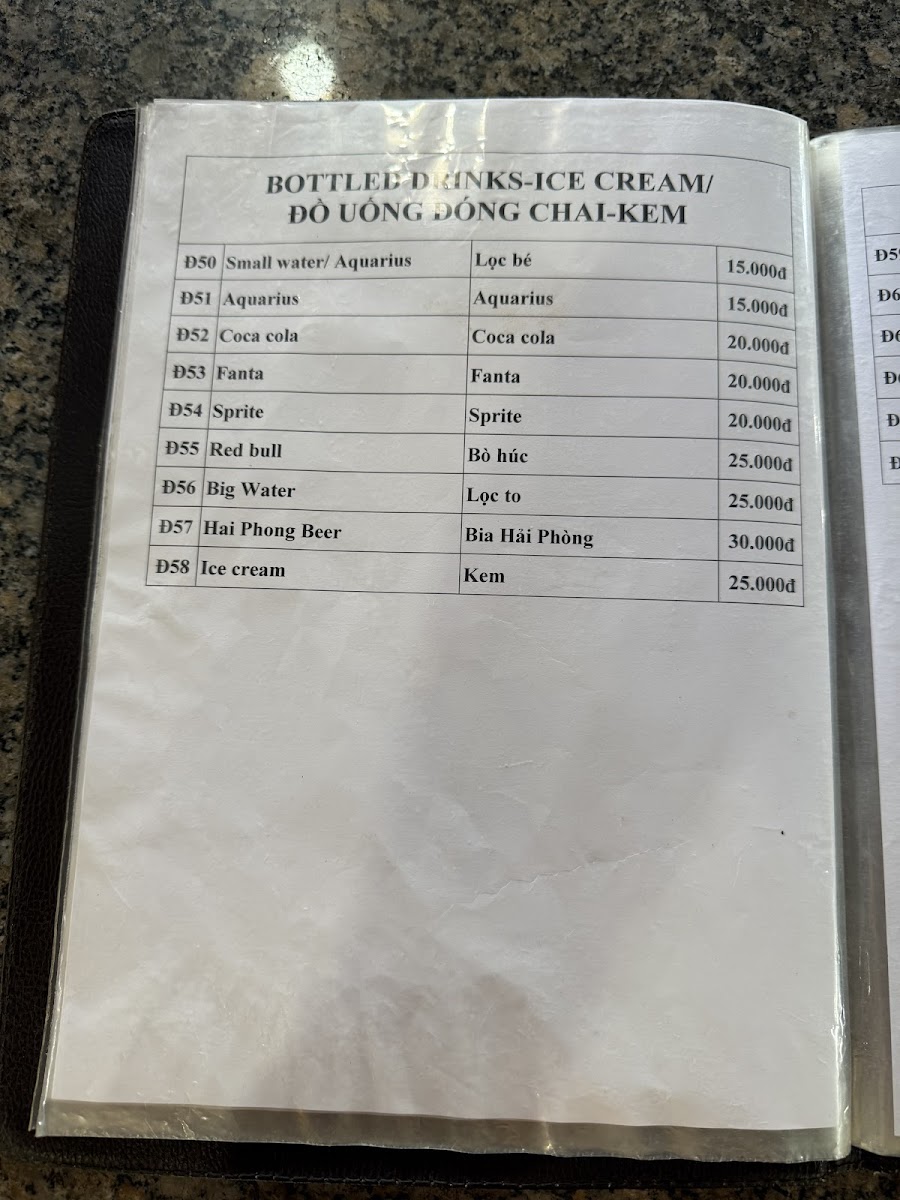 BOTTLED DRINKS-ICE CREAM/
ĐỒ UỐNG ĐÓNG CHAI-KEM
Đ50 Small water/ Aquarius Lọc bé 15.000đ
Đ51 Aquarius Aquarius 15.000đ
Đ52 Coca cola Coca cola 20.000đ
Đ53 Fanta Fanta 20.000đ
Đ54 Sprite Sprite 20.000đ
Đ55 Red bull Bò húc 25.000đ
Đ56 Big Water Lọc to 25.000đ
Đ57 Hai Phong Beer Bia Hải Phòng 30.000đ
Đ58 Ice cream Kem 25.000đ